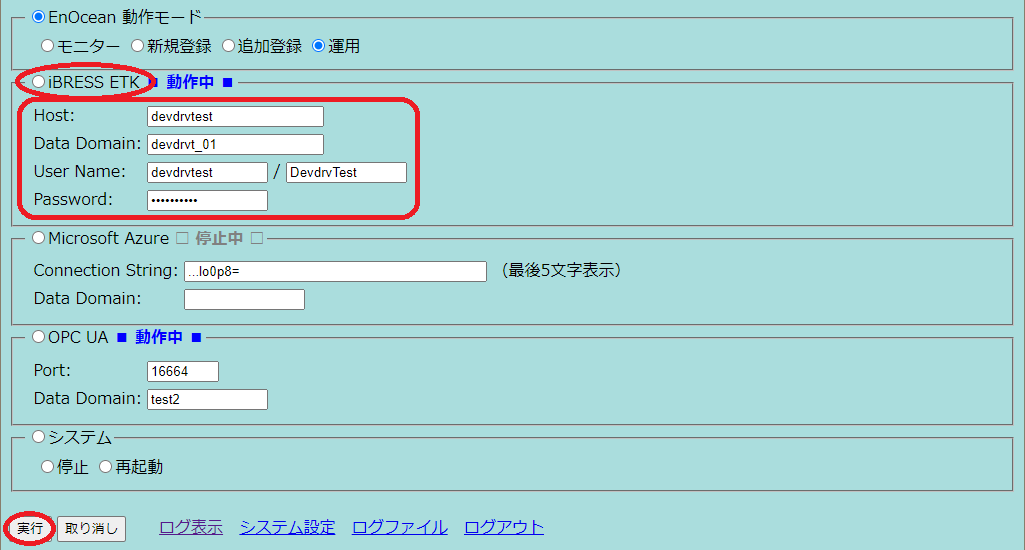 EnOcean 動作モード
モニター 新規登録 追加登録 運用
iBRESS ETK ■ 動作中 ■
Host: devdrvtest
Data Domain: devdrvt_01
User Name: devdrvtest / DevdrvTest
Password: ••••••••••
Microsoft Azure □ 停止中 □
Connection String: ...Io0p8= （最後5文字表示）
Data Domain:
OPC UA ■ 動作中 ■
Port: 16664
Data Domain: test2
システム
停止 再起動
実行 取り消し ログ表示 システム設定 ログファイル ログアウト